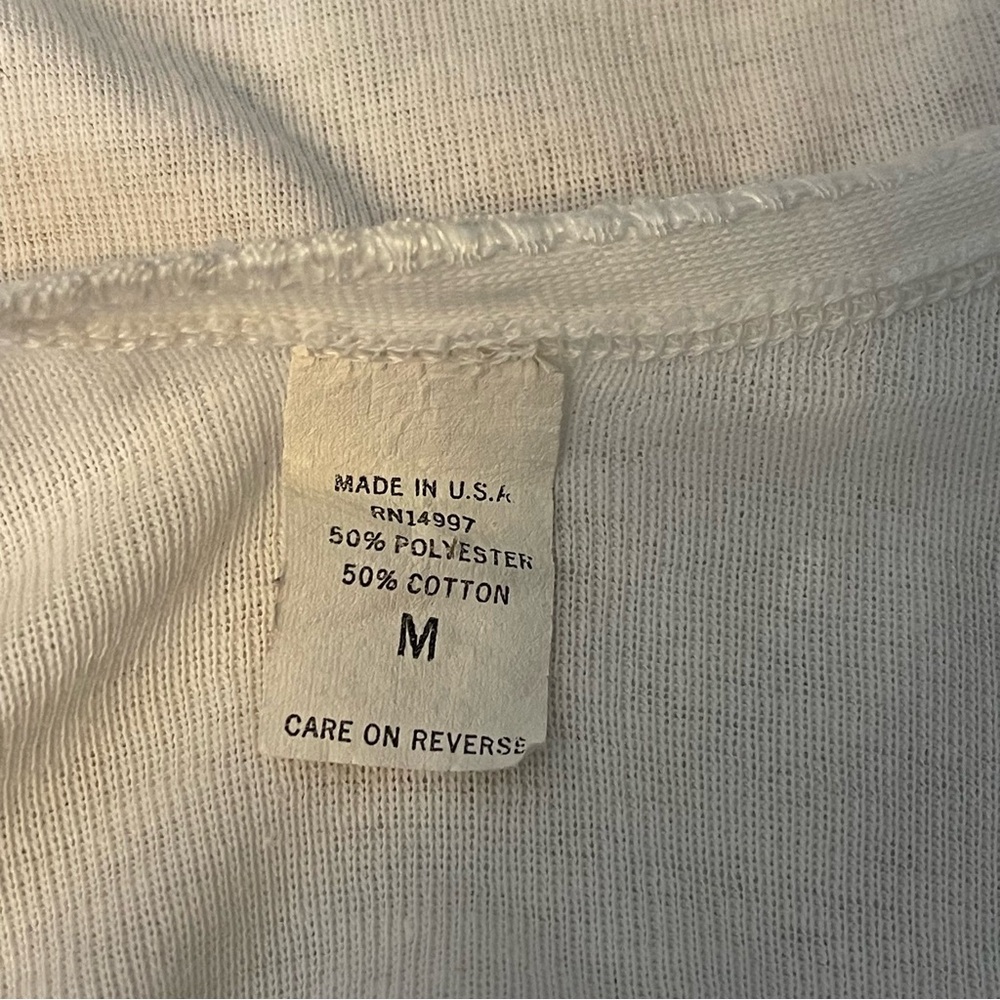 MADE IN U.S.A
RN14997
50% POLYESTER
50% COTTON
M
CARE ON REVERSE